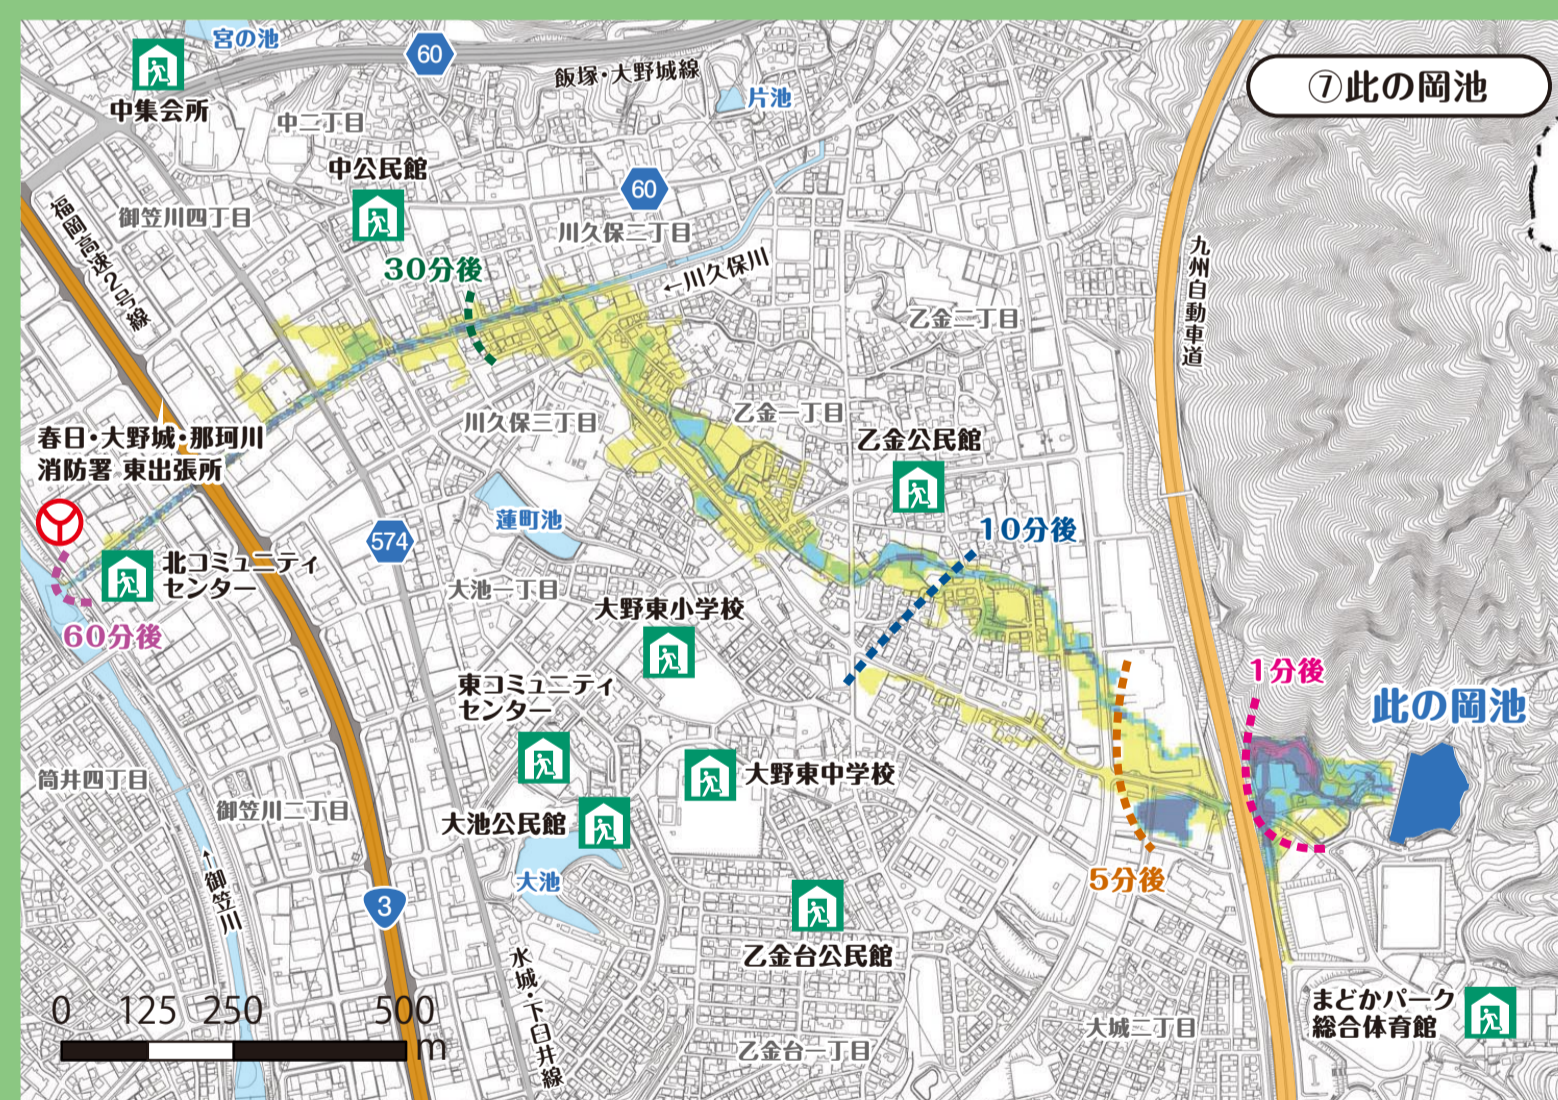 ⑦此の岡池
宮の池
60
飯塚・大野城線
中集会所
片池
中二丁目
中公民館
60
福岡高速2号線
御笠川四丁目
川久保二丁目
九州自動車道
30分後
←川久保川
乙金二丁目
春日・大野城・那珂川
消防署 東出張所
川久保三丁目
乙金一丁目
乙金公民館
蓮町池
574
10分後
北コミュニティ
センター
大池一丁目
大野東小学校
60分後
1分後
此の岡池
東コミュニティ
センター
筒井四丁目
大野東中学校
御笠川二丁目
大池公民館
←御笠川
大池
5分後
3
乙金台公民館
水城・下臼井線
0 125 250 500
m
まどかパーク
総合体育館
大城二丁目
乙金台一丁目